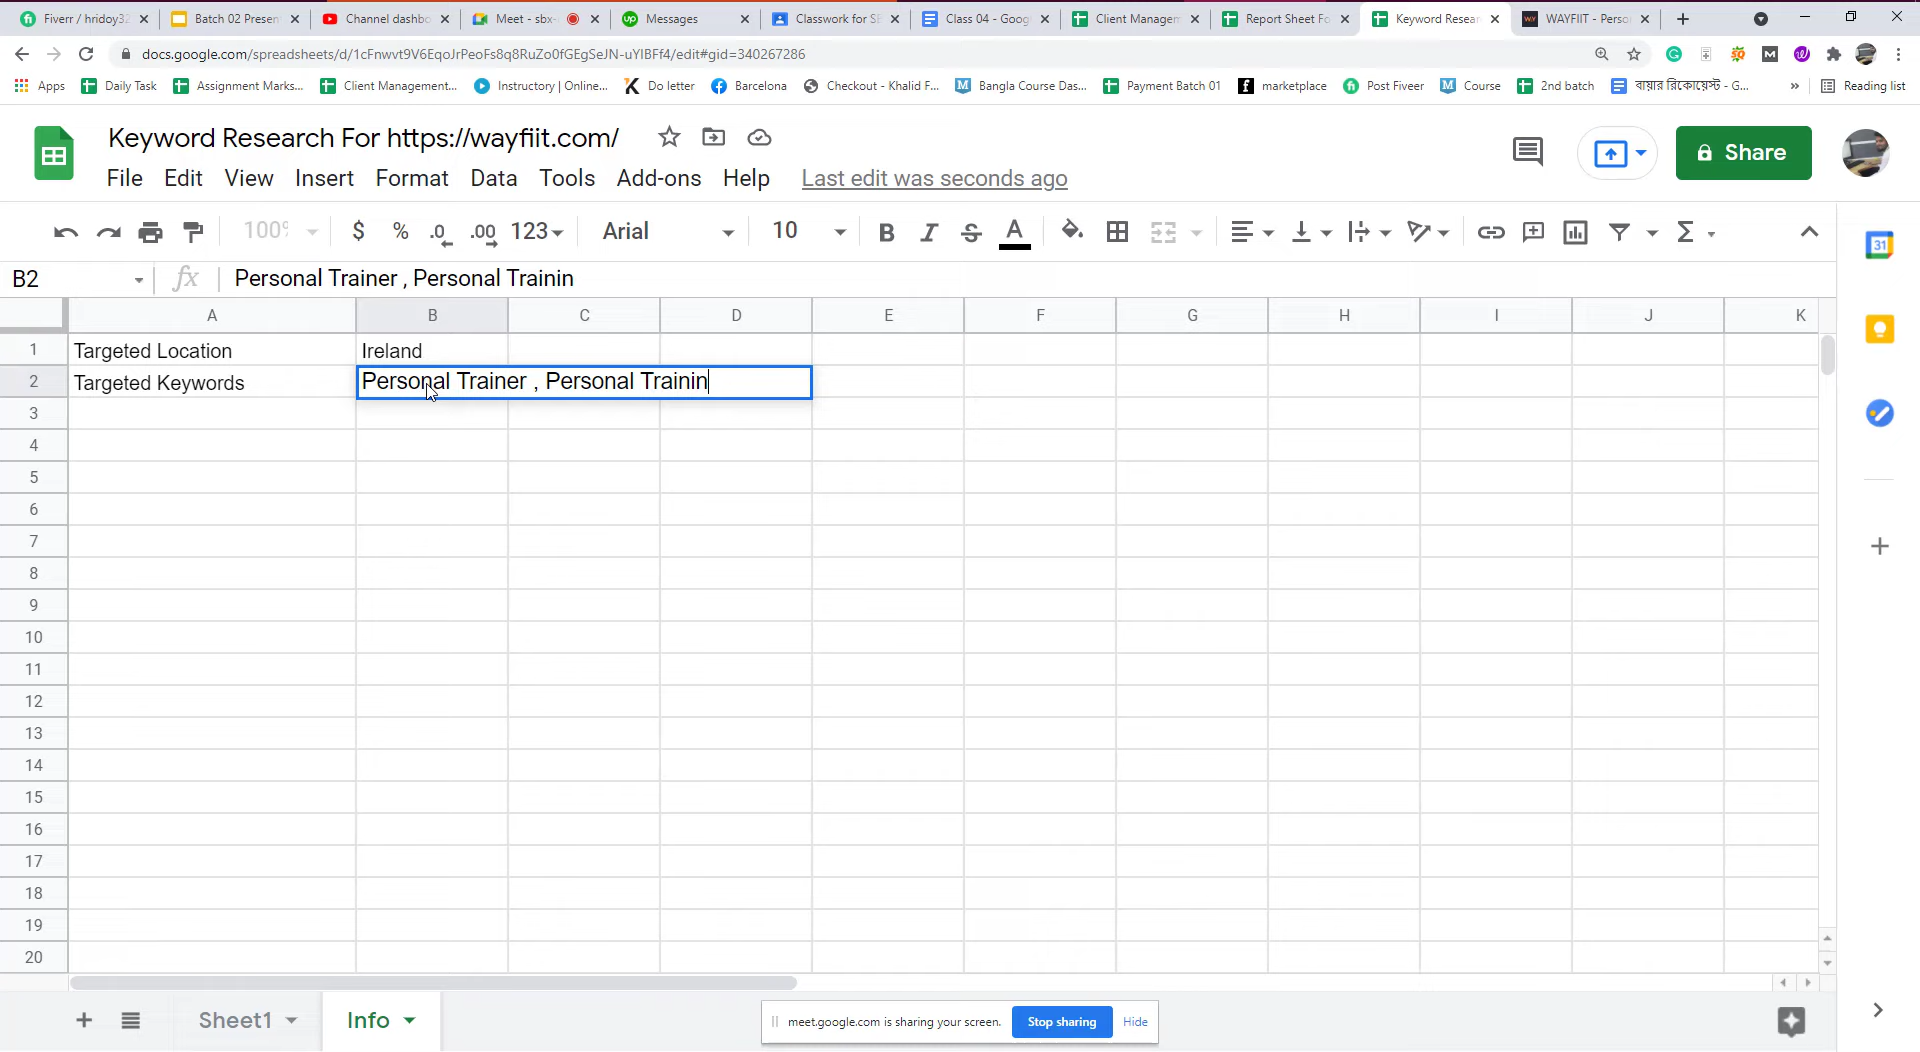 Fiverr / hridoy32 Batch 02 Presen Channel dashbo Meet - sbx- Messages Classwork for SE Class 04 - Goog Client Managem Report Sheet Fo Keyword Resear WAYFIIT - Perso
docs.google.com/spreadsheets/d/1cFnwvt9V6EqoJrPeoFs8q8RuZo0fGEgSeJN-uYIBFf4/edit#gid=340267286
Apps Daily Task Assignment Marks... Client Management... Instructory | Online... Do letter Barcelona Checkout - Khalid F... Bangla Course Das... Payment Batch 01 marketplace Post Fiveer Course 2nd batch বায়ার রিকোয়েস্ট - G... » Reading list
Keyword Research For https://wayfiit.com/
Share
File Edit View Insert Format Data Tools Add-ons Help Last edit was seconds ago
100% $ % .0 .00 123 Arial 10 B I S A Σ
31
B2 fx Personal Trainer , Personal Trainin
A B C D E F G H I J K
1 Targeted Location Ireland
2 Targeted Keywords Personal Trainer , Personal Trainin
3
4
5
6
7
8
9
10
11
12
13
14
15
16
17
18
19
20
Sheet1 Info meet.google.com is sharing your screen. Stop sharing Hide